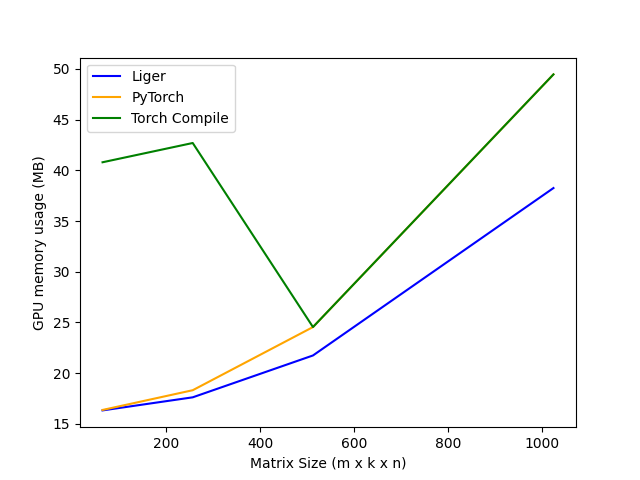 50
45
40
35
30
25
20
15
GPU memory usage (MB)
Liger
PyTorch
Torch Compile
200 400 600 800 1000
Matrix Size (m x k x n)